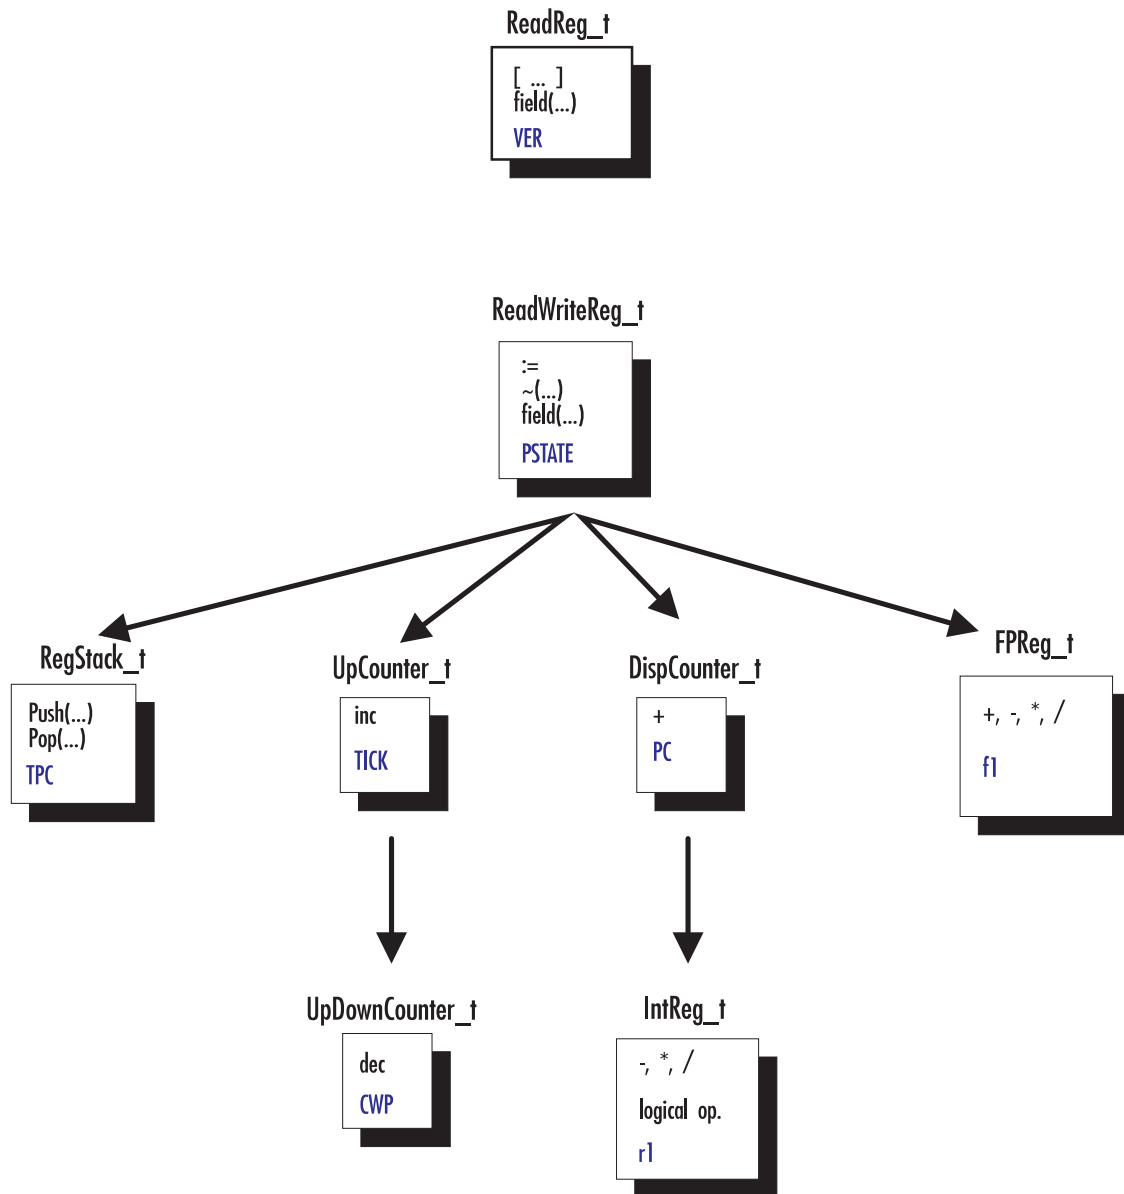 ReadReg_t
[ ... ]
field(...)
VER
ReadWriteReg_t
:=
~(...)
field(...)
PSTATE
RegStack_t
Push(...)
Pop(...)
TPC
UpCounter_t
inc
TICK
DispCounter_t
+
PC
FPReg_t
+, -, *, /
f1
UpDownCounter_t
dec
CWP
IntReg_t
-, *, /
logical op.
r1